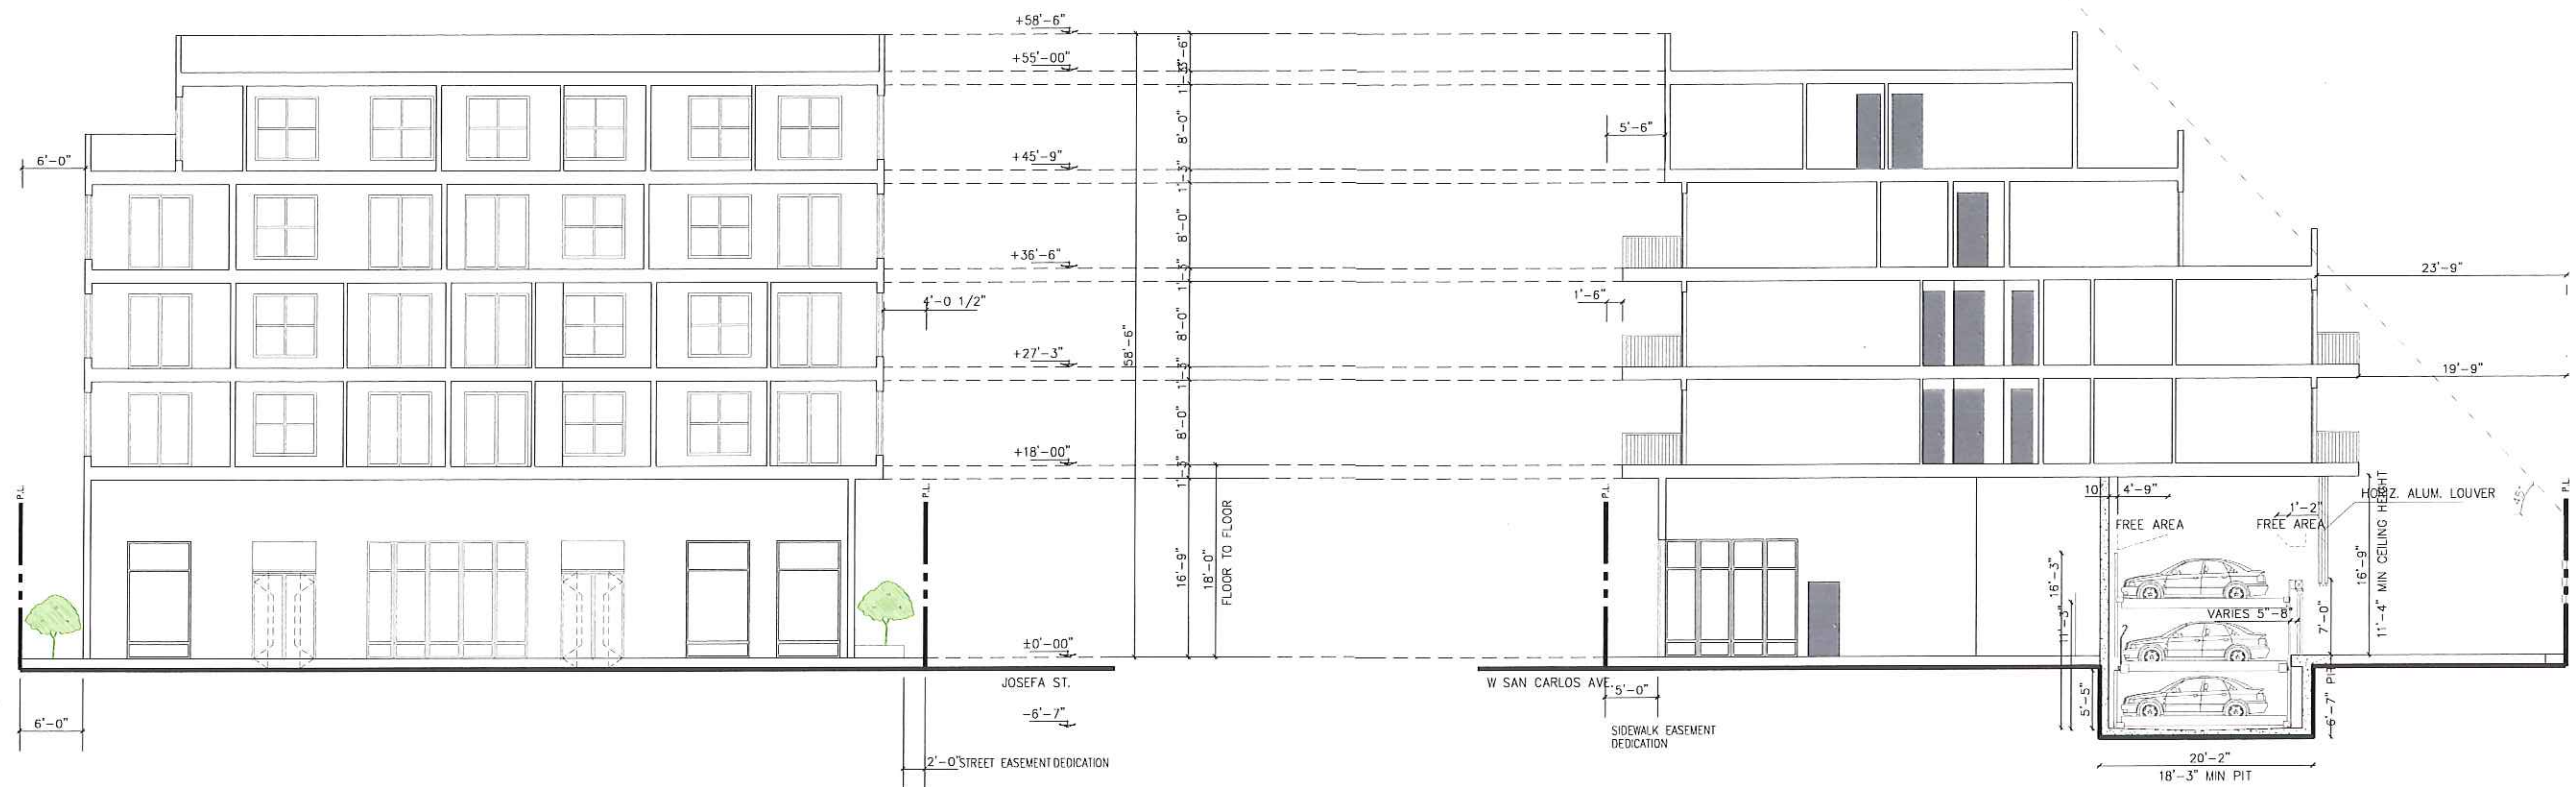 +58'-6"
+55'-00"
+45'-9"
+36'-6"
+27'-3"
+18'-00"
±0'-00"
-6'-7"
6'-0"
4'-0 1/2"
P.L.
P.L.
6'-0"
JOSEFA ST.
2'-0" STREET EASEMENT DEDICATION
58'-6"
3'-6"
1'-3"
8'-0"
1'-3"
8'-0"
1'-3"
8'-0"
1'-3"
8'-0"
1'-3"
16'-9"
18'-0"
FLOOR TO FLOOR
5'-6"
1'-6"
P.L.
W SAN CARLOS AVE.
5'-0"
SIDEWALK EASEMENT
DEDICATION
23'-9"
19'-9"
10"
4'-9"
HORIZ. ALUM. LOUVER
1'-2"
FREE AREA
FREE AREA
45°
P.L.
16'-9"
11'-4" MIN CEILING HEIGHT
16'-3"
11'-3"
VARIES 5"-8"
7'-0"
5'-5"
6'-7" PIT
20'-2"
18'-3" MIN PIT